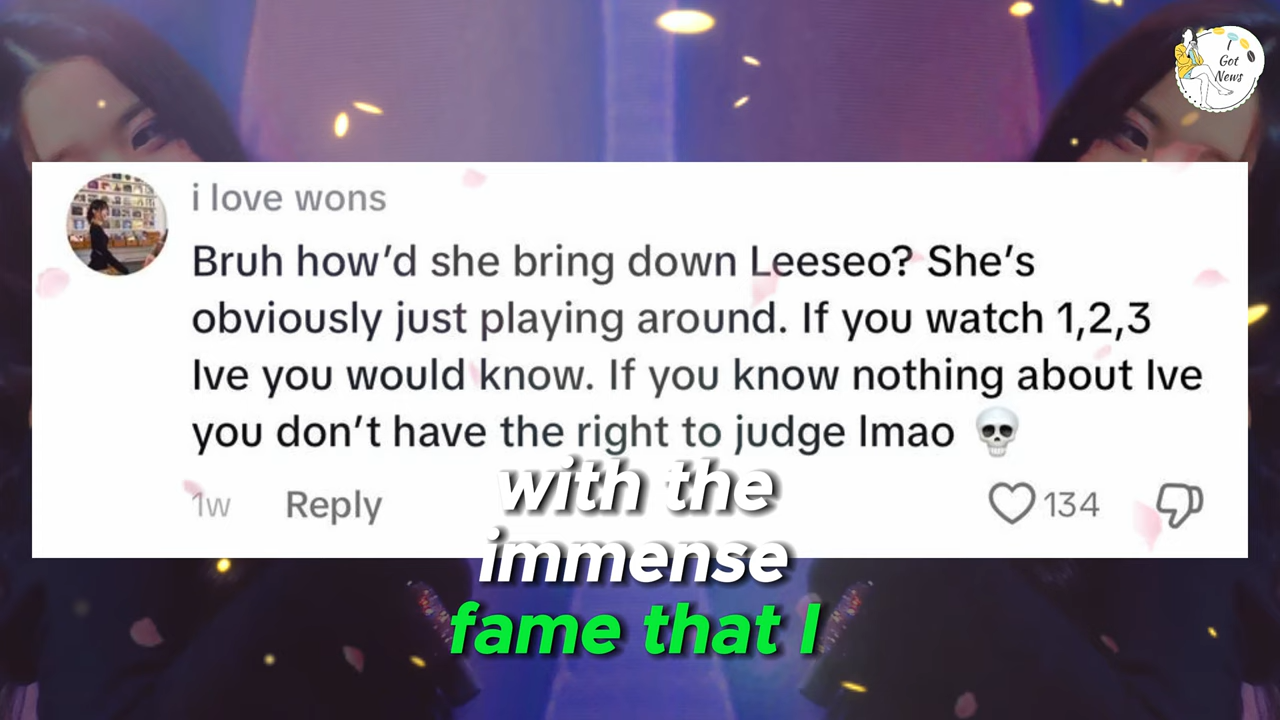 I
Got
News
i love wons
Bruh how’d she bring down Leeseo? She’s
obviously just playing around. If you watch 1,2,3
Ive you would know. If you know nothing about Ive
you don’t have the right to judge lmao 💀
1w Reply 134
with the
immense
fame that I